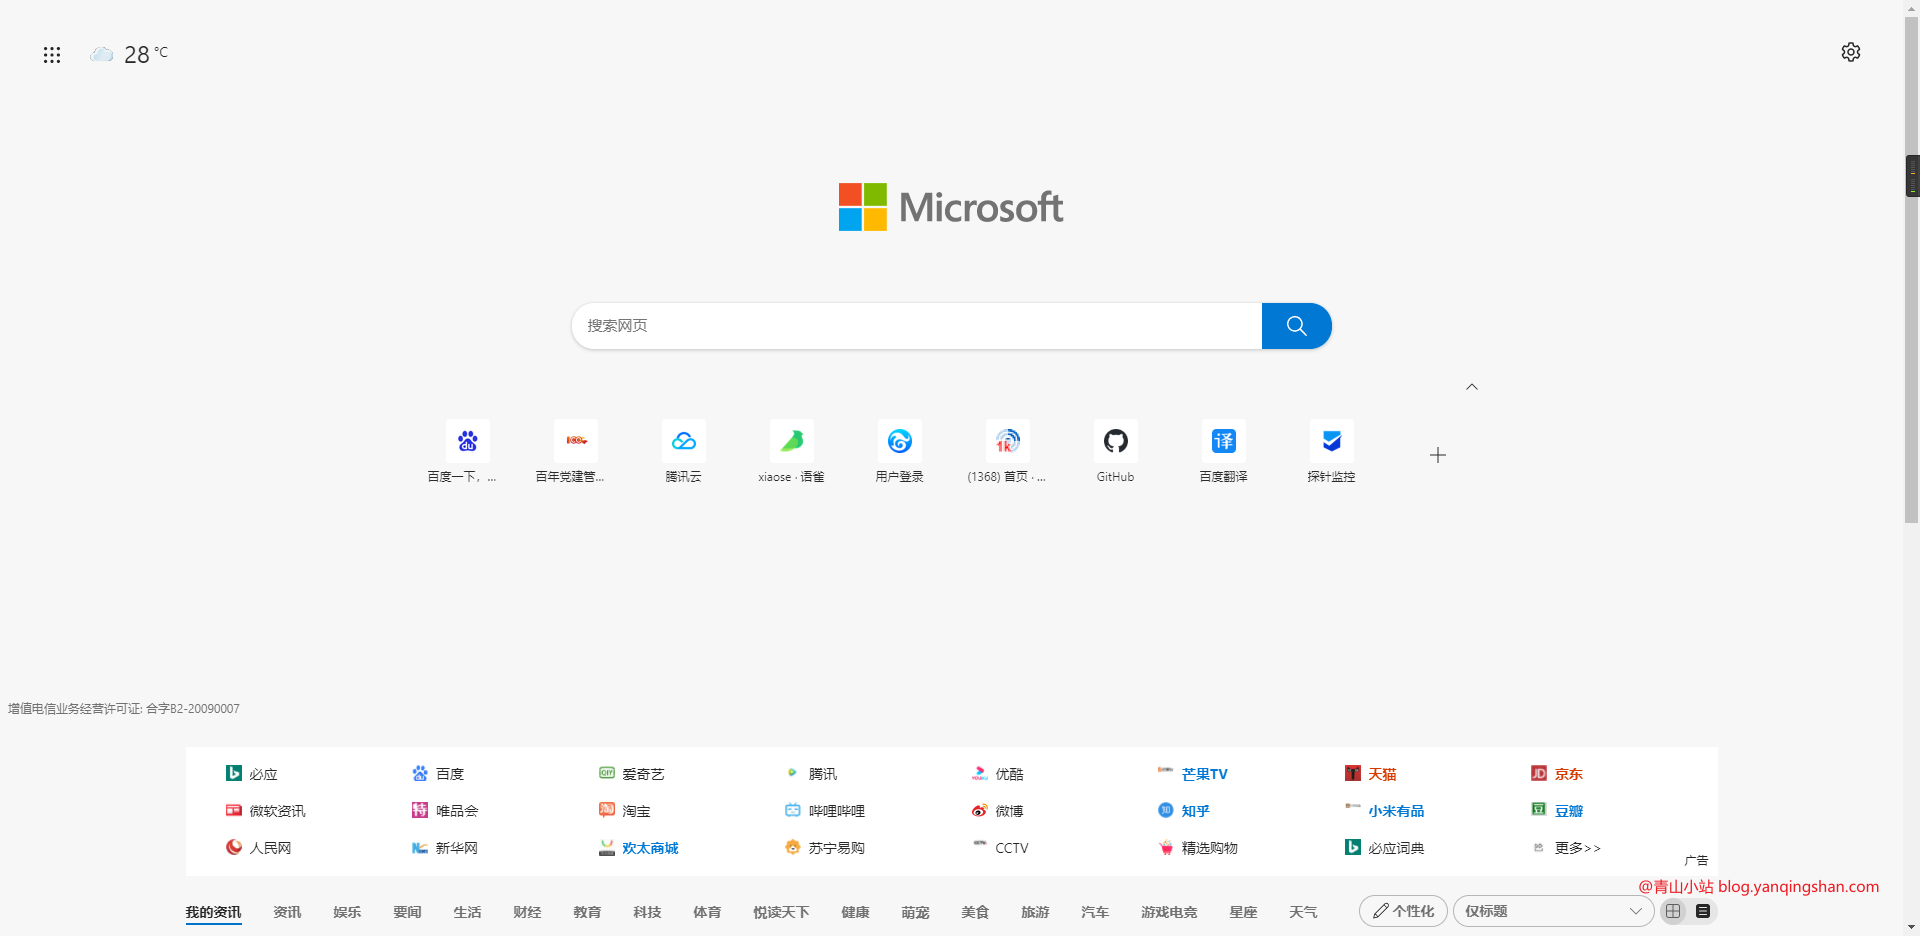 28 °C
Microsoft
搜索网页
百度一下，... 百年党建管... 腾讯云 xiaose · 语雀 用户登录 (1368) 首页 · ... GitHub 百度翻译 探针监控
增值电信业务经营许可证: 合字B2-20090007
必应 百度 爱奇艺 腾讯 优酷 芒果TV 天猫 京东
微软资讯 唯品会 淘宝 哔哩哔哩 微博 知乎 小米有品 豆瓣
人民网 新华网 欢太商城 苏宁易购 CCTV 精选购物 必应词典 更多>>
广告
@青山小站 blog.yanqingshan.com
我的资讯 资讯 娱乐 要闻 生活 财经 教育 科技 体育 悦读天下 健康 萌宠 美食 旅游 汽车 游戏电竞 星座 天气 个性化 仅标题